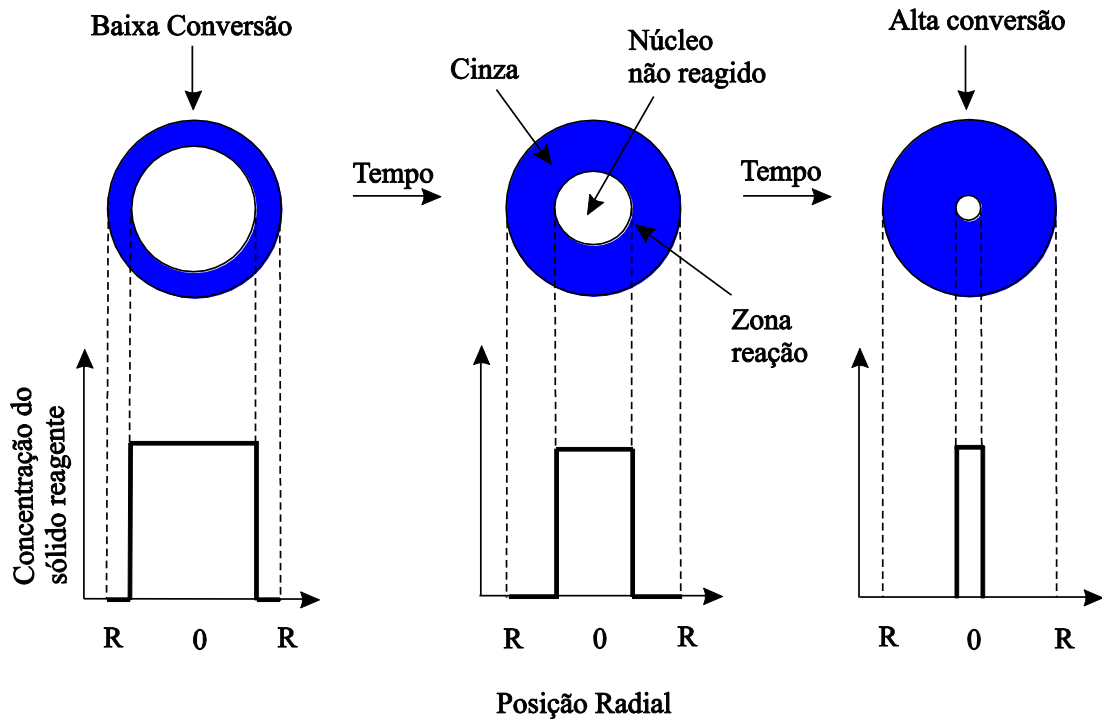 Baixa Conversão
Cinza
Núcleo
não reagido
Alta conversão
Tempo
Tempo
Zona
reação
Concentração do
sólido reagente
R 0 R
R 0 R
R 0 R
Posição Radial